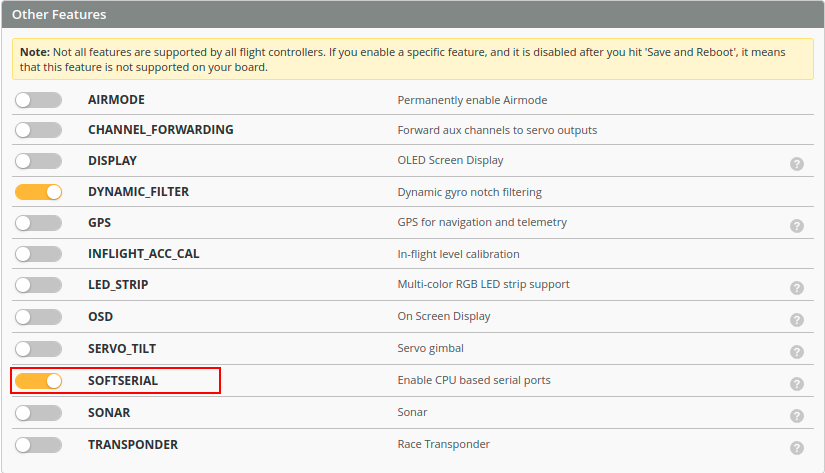 Other Features
Note: Not all features are supported by all flight controllers. If you enable a specific feature, and it is disabled after you hit 'Save and Reboot', it means
that this feature is not supported on your board.
AIRMODE Permanently enable Airmode
CHANNEL_FORWARDING Forward aux channels to servo outputs
DISPLAY OLED Screen Display ?
DYNAMIC_FILTER Dynamic gyro notch filtering
GPS GPS for navigation and telemetry ?
INFLIGHT_ACC_CAL In-flight level calibration
LED_STRIP Multi-color RGB LED strip support ?
OSD On Screen Display ?
SERVO_TILT Servo gimbal ?
SOFTSERIAL Enable CPU based serial ports ?
SONAR Sonar ?
TRANSPONDER Race Transponder ?